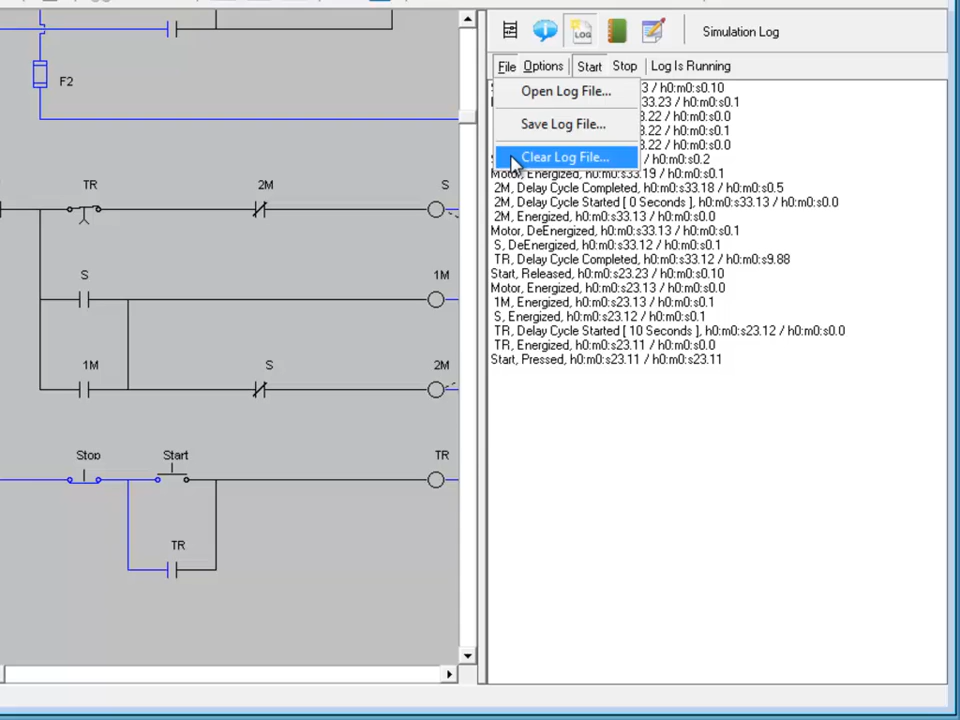 F2
TR
2M
S
S
1M
1M
S
2M
Stop
Start
TR
TR
LOG
Simulation Log
File Options Start Stop Log Is Running
Open Log File...
Save Log File...
Clear Log File...
3 / h0:m0:s0.10
33.23 / h0:m0:s0.1
3.22 / h0:m0:s0.0
3.22 / h0:m0:s0.1
3.22 / h0:m0:s0.0
/ h0:m0:s0.2
Motor, Energized, h0:m0:s33.19 / h0:m0:s0.1
2M, Delay Cycle Completed, h0:m0:s33.18 / h0:m0:s0.5
2M, Delay Cycle Started [ 0 Seconds ], h0:m0:s33.13 / h0:m0:s0.0
2M, Energized, h0:m0:s33.13 / h0:m0:s0.0
Motor, DeEnergized, h0:m0:s33.13 / h0:m0:s0.1
S, DeEnergized, h0:m0:s33.12 / h0:m0:s0.1
TR, Delay Cycle Completed, h0:m0:s33.12 / h0:m0:s9.88
Start, Released, h0:m0:s23.23 / h0:m0:s0.10
Motor, Energized, h0:m0:s23.13 / h0:m0:s0.0
1M, Energized, h0:m0:s23.13 / h0:m0:s0.1
S, Energized, h0:m0:s23.12 / h0:m0:s0.1
TR, Delay Cycle Started [ 10 Seconds ], h0:m0:s23.12 / h0:m0:s0.0
TR, Energized, h0:m0:s23.11 / h0:m0:s0.0
Start, Pressed, h0:m0:s23.11 / h0:m0:s23.11